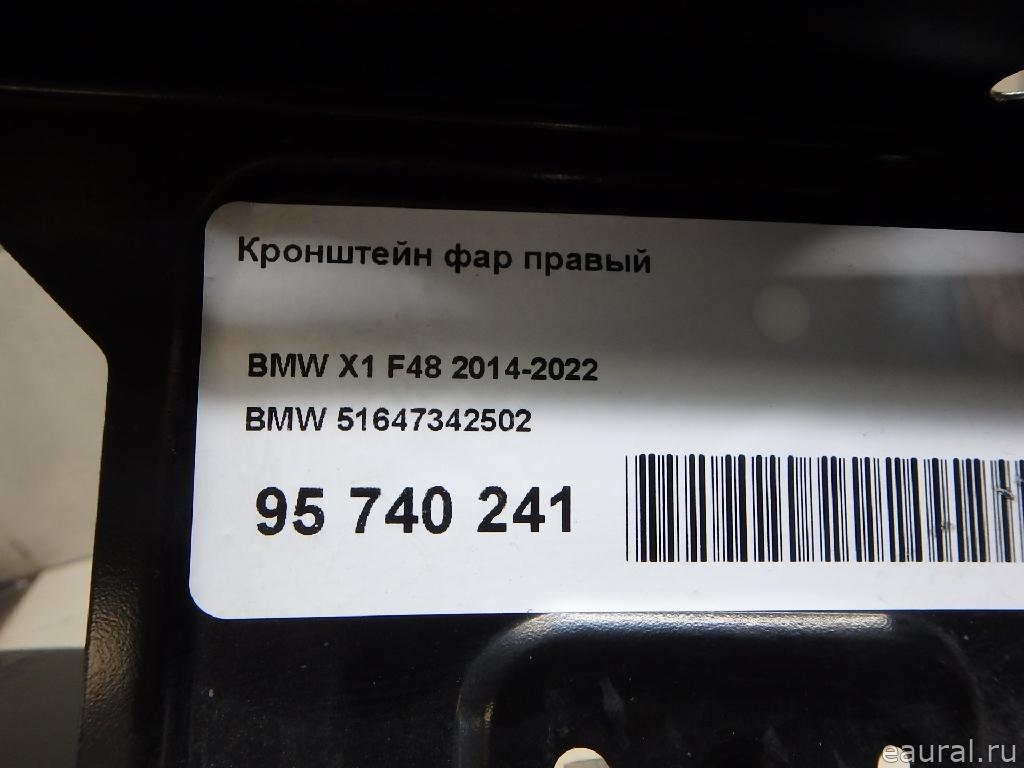 Кронштейн фар правый
BMW X1 F48 2014-2022
BMW 51647342502
95 740 241
eaural.ru